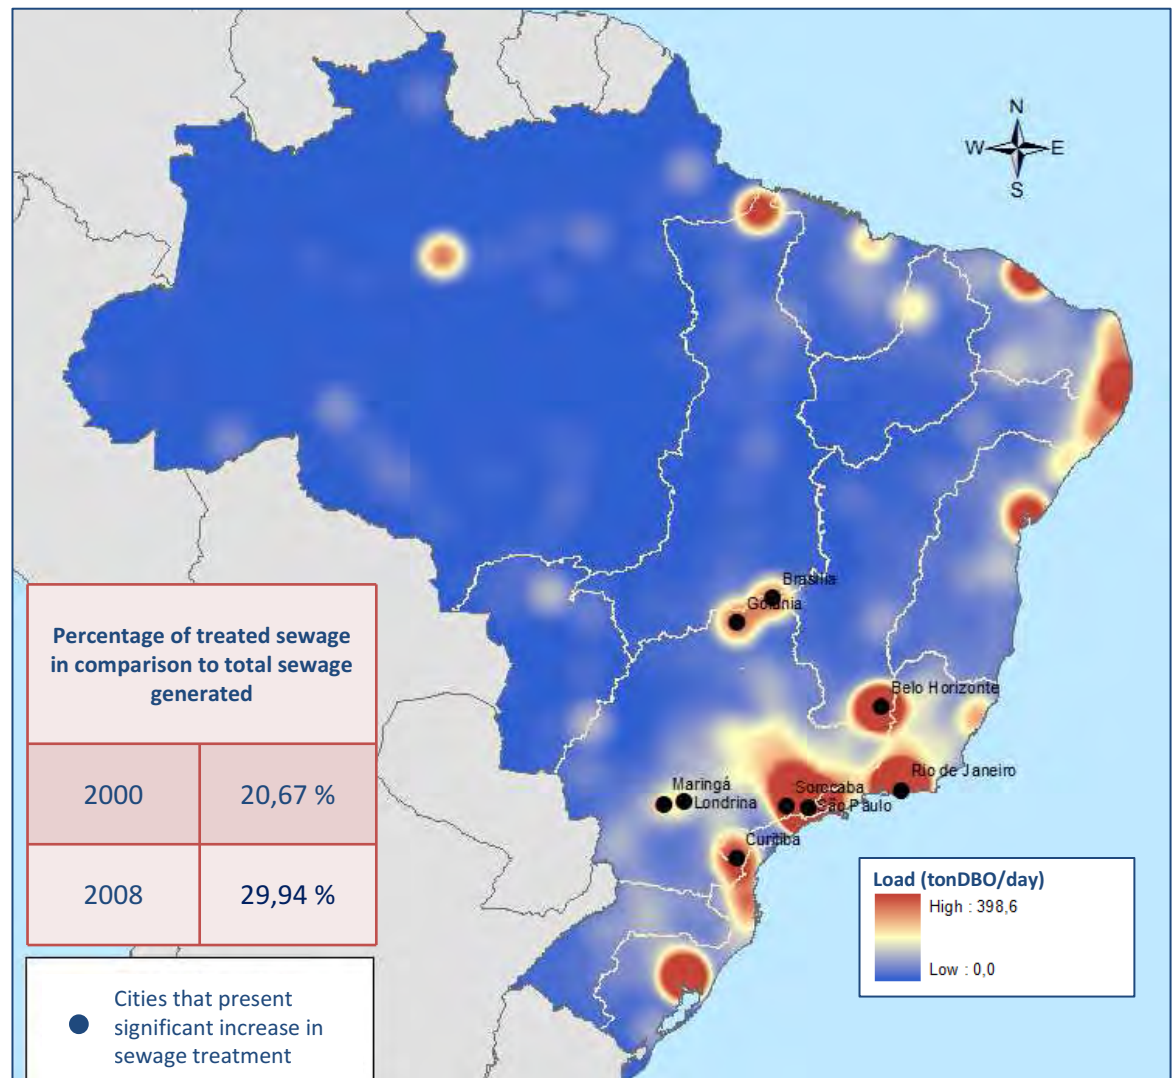 N
W E
S
Brasília
Goiânia
Belo Horizonte
Rio de Janeiro
Maringá
Londrina
Sorocaba
São Paulo
Curitiba
Percentage of treated sewage
in comparison to total sewage
generated
2000 20,67 %
2008 29,94 %
Cities that present
significant increase in
sewage treatment
Load (tonDBO/day)
High : 398,6
Low : 0,0